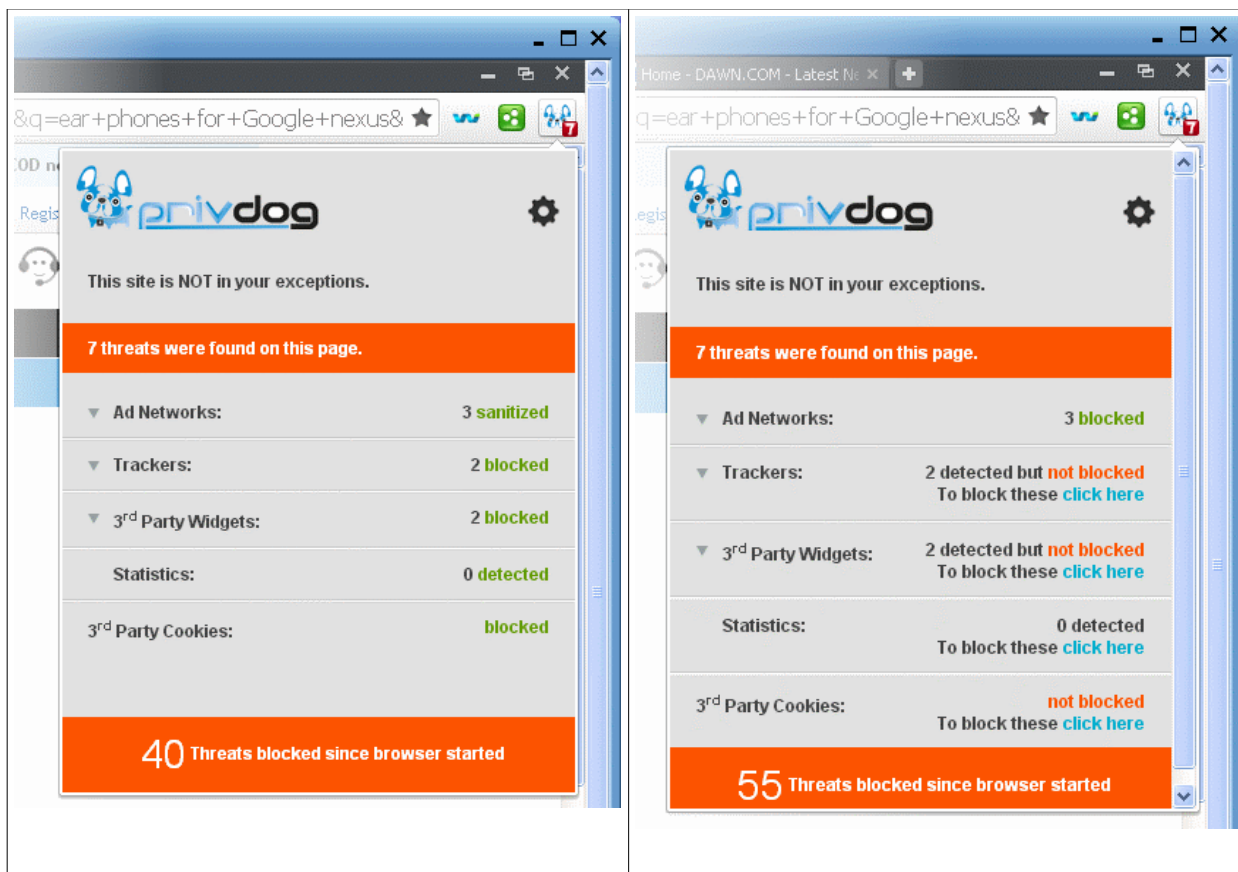 &q=ear+phones+for+Google+nexus&
7
Regis
privdog
This site is NOT in your exceptions.
7 threats were found on this page.
Ad Networks: 3 sanitized
Trackers: 2 blocked
3rd Party Widgets: 2 blocked
Statistics: 0 detected
3rd Party Cookies: blocked
40 Threats blocked since browser started
Home - DAWN.COM - Latest Ne
q=ear+phones+for+Google+nexus&
7
egis
privdog
This site is NOT in your exceptions.
7 threats were found on this page.
Ad Networks: 3 blocked
Trackers: 2 detected but not blocked
To block these click here
3rd Party Widgets: 2 detected but not blocked
To block these click here
Statistics: 0 detected
To block these click here
3rd Party Cookies: not blocked
To block these click here
55 Threats blocked since browser started